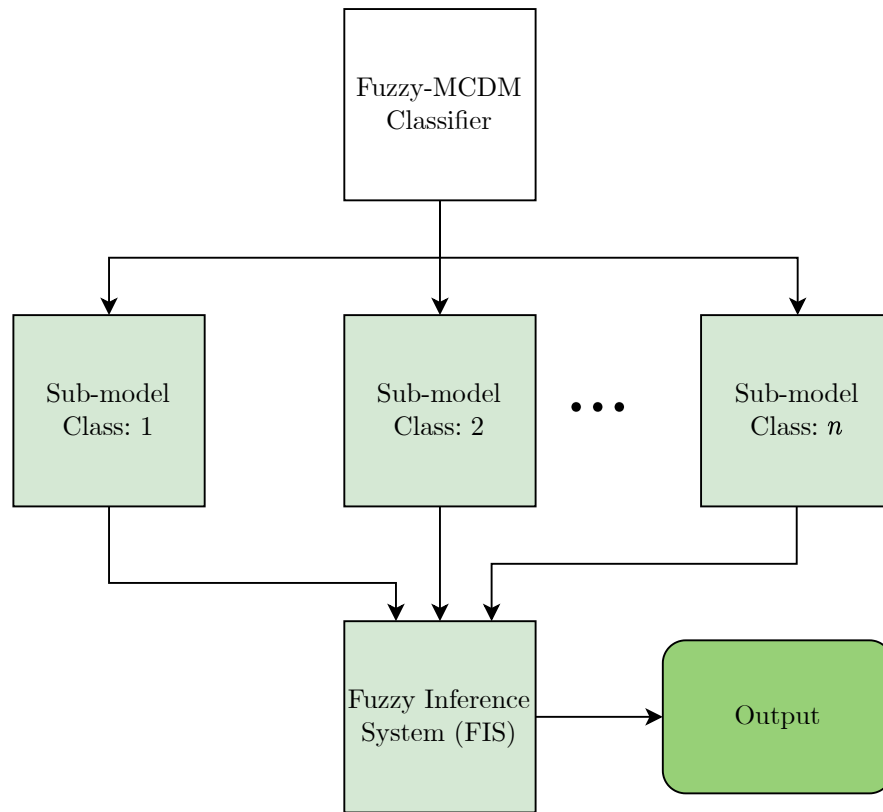 Fuzzy-MCDM
Classifier
Sub-model
Class: 1
Sub-model
Class: 2
Sub-model
Class: n
Fuzzy Inference
System (FIS)
Output